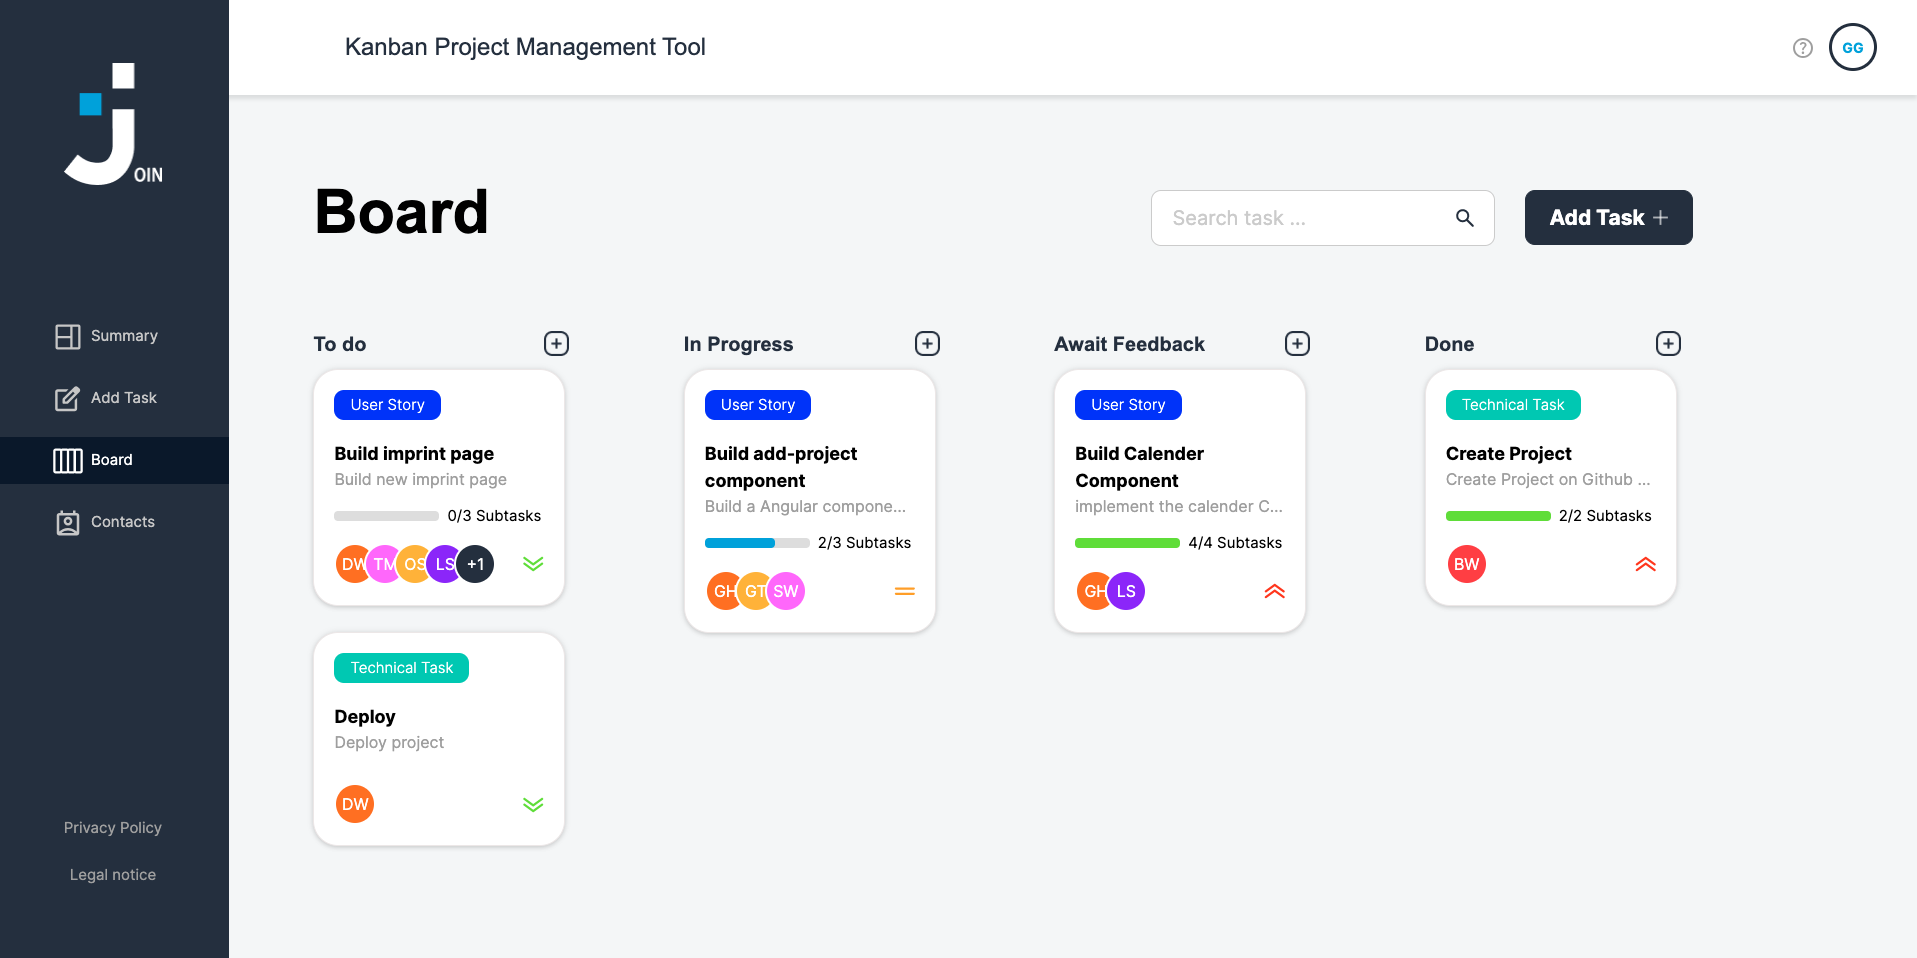 OIN
Kanban Project Management Tool
GG
Board
Search task ...
Add Task
Summary
Add Task
Board
Contacts
Privacy Policy
Legal notice
To do
User Story
Build imprint page
Build new imprint page
0/3 Subtasks
DW TM OS LS +1
Technical Task
Deploy
Deploy project
DW
In Progress
User Story
Build add-project
component
Build a Angular compone...
2/3 Subtasks
GH GT SW
Await Feedback
User Story
Build Calender
Component
implement the calender C...
4/4 Subtasks
GH LS
Done
Technical Task
Create Project
Create Project on Github ...
2/2 Subtasks
BW